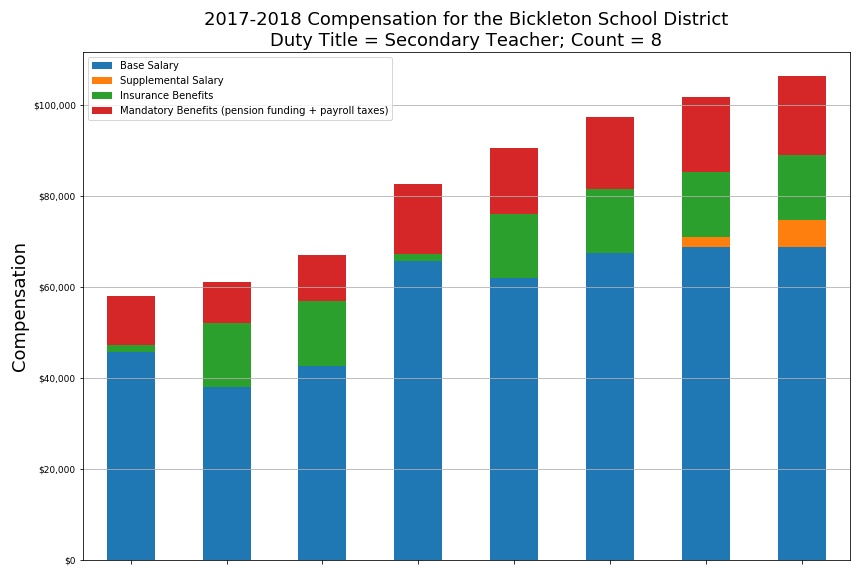 2017-2018 Compensation for the Bickleton School District
Duty Title = Secondary Teacher; Count = 8
Base Salary
Supplemental Salary
Insurance Benefits
Mandatory Benefits (pension funding + payroll taxes)
$100,000
$80,000
$60,000
$40,000
$20,000
$0
Compensation